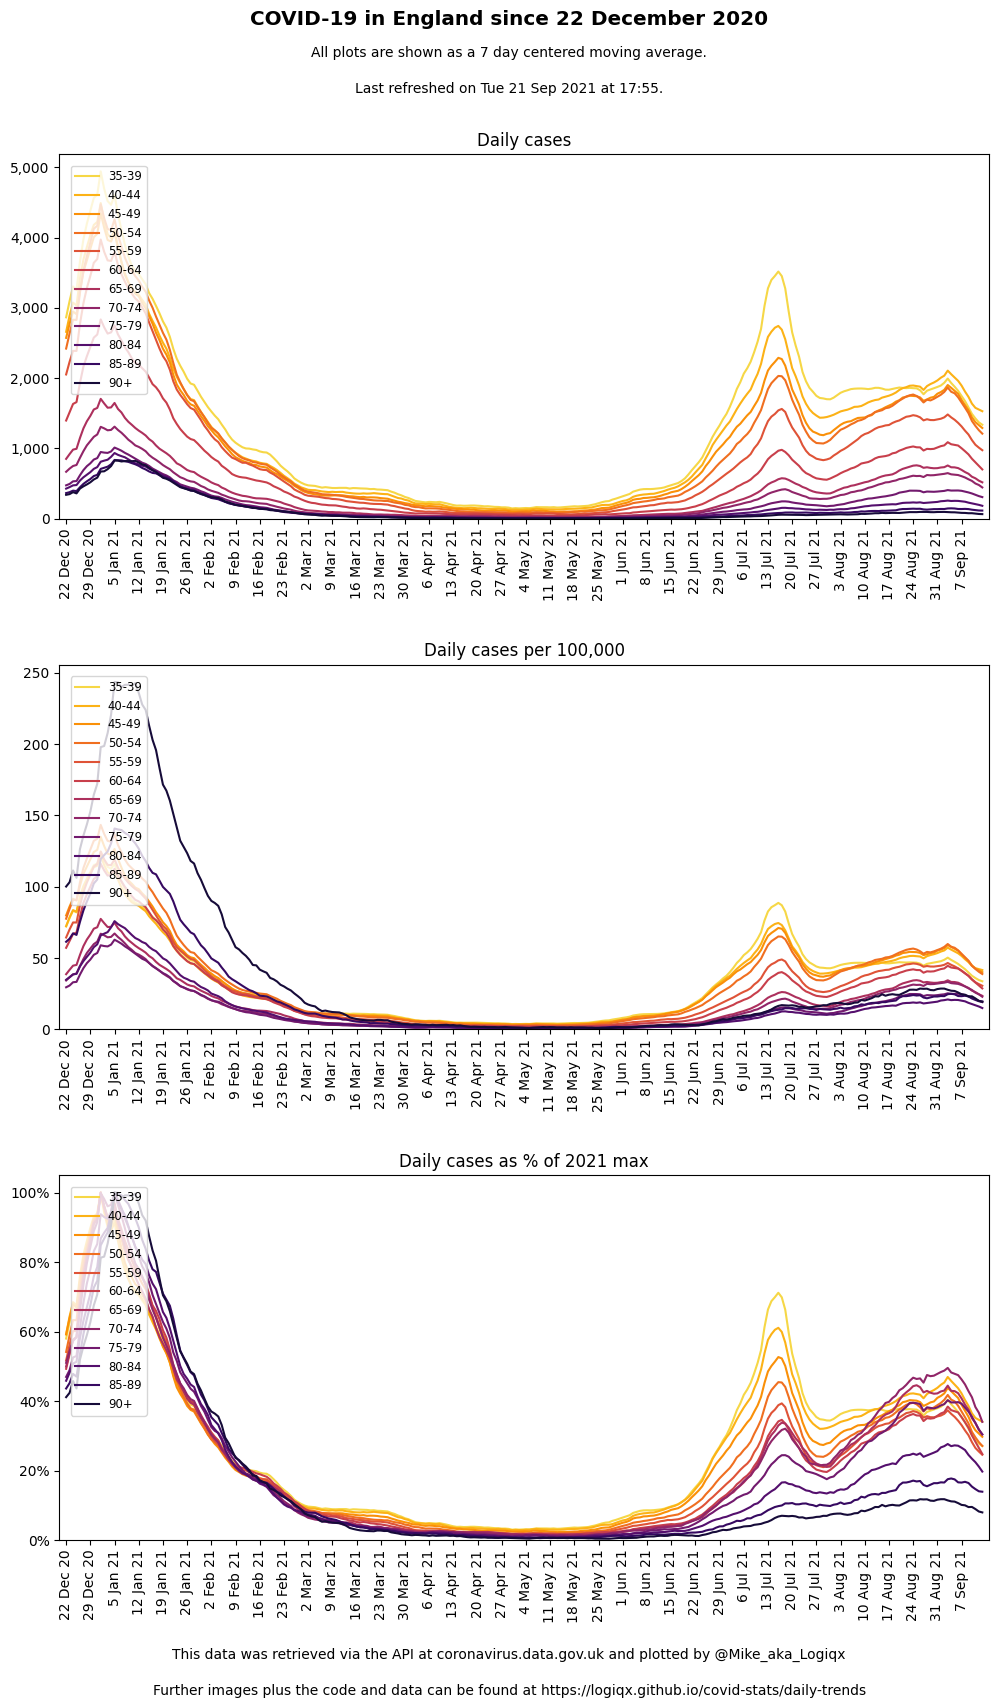 COVID-19 in England since 22 December 2020
All plots are shown as a 7 day centered moving average.
Last refreshed on Tue 21 Sep 2021 at 17:55.
Daily cases
5,000
4,000
3,000
2,000
1,000
0
35-39
40-44
45-49
50-54
55-59
60-64
65-69
70-74
75-79
80-84
85-89
90+
22 Dec 20
29 Dec 20
5 Jan 21
12 Jan 21
19 Jan 21
26 Jan 21
2 Feb 21
9 Feb 21
16 Feb 21
23 Feb 21
2 Mar 21
9 Mar 21
16 Mar 21
23 Mar 21
30 Mar 21
6 Apr 21
13 Apr 21
20 Apr 21
27 Apr 21
4 May 21
11 May 21
18 May 21
25 May 21
1 Jun 21
8 Jun 21
15 Jun 21
22 Jun 21
29 Jun 21
6 Jul 21
13 Jul 21
20 Jul 21
27 Jul 21
3 Aug 21
10 Aug 21
17 Aug 21
24 Aug 21
31 Aug 21
7 Sep 21
Daily cases per 100,000
250
200
150
100
50
0
35-39
40-44
45-49
50-54
55-59
60-64
65-69
70-74
75-79
80-84
85-89
90+
22 Dec 20
29 Dec 20
5 Jan 21
12 Jan 21
19 Jan 21
26 Jan 21
2 Feb 21
9 Feb 21
16 Feb 21
23 Feb 21
2 Mar 21
9 Mar 21
16 Mar 21
23 Mar 21
30 Mar 21
6 Apr 21
13 Apr 21
20 Apr 21
27 Apr 21
4 May 21
11 May 21
18 May 21
25 May 21
1 Jun 21
8 Jun 21
15 Jun 21
22 Jun 21
29 Jun 21
6 Jul 21
13 Jul 21
20 Jul 21
27 Jul 21
3 Aug 21
10 Aug 21
17 Aug 21
24 Aug 21
31 Aug 21
7 Sep 21
Daily cases as % of 2021 max
100%
80%
60%
40%
20%
0%
35-39
40-44
45-49
50-54
55-59
60-64
65-69
70-74
75-79
80-84
85-89
90+
22 Dec 20
29 Dec 20
5 Jan 21
12 Jan 21
19 Jan 21
26 Jan 21
2 Feb 21
9 Feb 21
16 Feb 21
23 Feb 21
2 Mar 21
9 Mar 21
16 Mar 21
23 Mar 21
30 Mar 21
6 Apr 21
13 Apr 21
20 Apr 21
27 Apr 21
4 May 21
11 May 21
18 May 21
25 May 21
1 Jun 21
8 Jun 21
15 Jun 21
22 Jun 21
29 Jun 21
6 Jul 21
13 Jul 21
20 Jul 21
27 Jul 21
3 Aug 21
10 Aug 21
17 Aug 21
24 Aug 21
31 Aug 21
7 Sep 21
This data was retrieved via the API at coronavirus.data.gov.uk and plotted by @Mike_aka_Logiqx
Further images plus the code and data can be found at https://logiqx.github.io/covid-stats/daily-trends